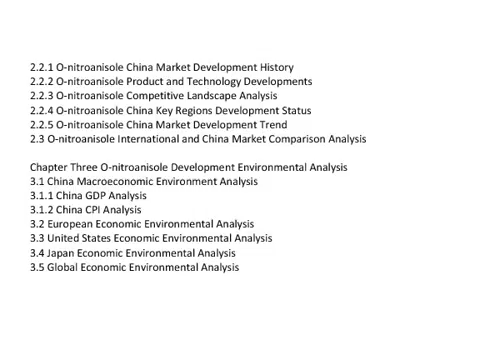 2.2.1 O-nitroanisole China Market Development History
2.2.2 O-nitroanisole Product and Technology Developments
2.2.3 O-nitroanisole Competitive Landscape Analysis
2.2.4 O-nitroanisole China Key Regions Development Status
2.2.5 O-nitroanisole China Market Development Trend
2.3 O-nitroanisole International and China Market Comparison Analysis
Chapter Three O-nitroanisole Development Environmental Analysis
3.1 China Macroeconomic Environment Analysis
3.1.1 China GDP Analysis
3.1.2 China CPI Analysis
3.2 European Economic Environmental Analysis
3.3 United States Economic Environmental Analysis
3.4 Japan Economic Environmental Analysis
3.5 Global Economic Environmental Analysis